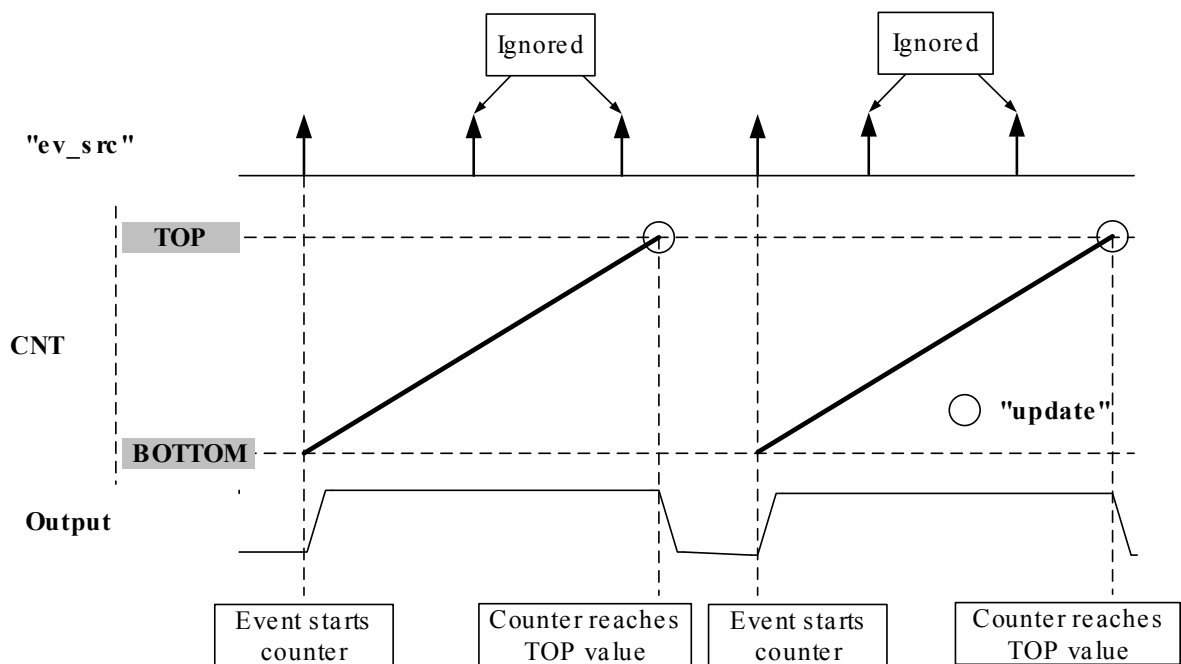 Ignored
Ignored
"ev_src"
TOP
CNT
"update"
BOTTOM
Output
Event starts
counter
Counter reaches
TOP value
Event starts
counter
Counter reaches
TOP value